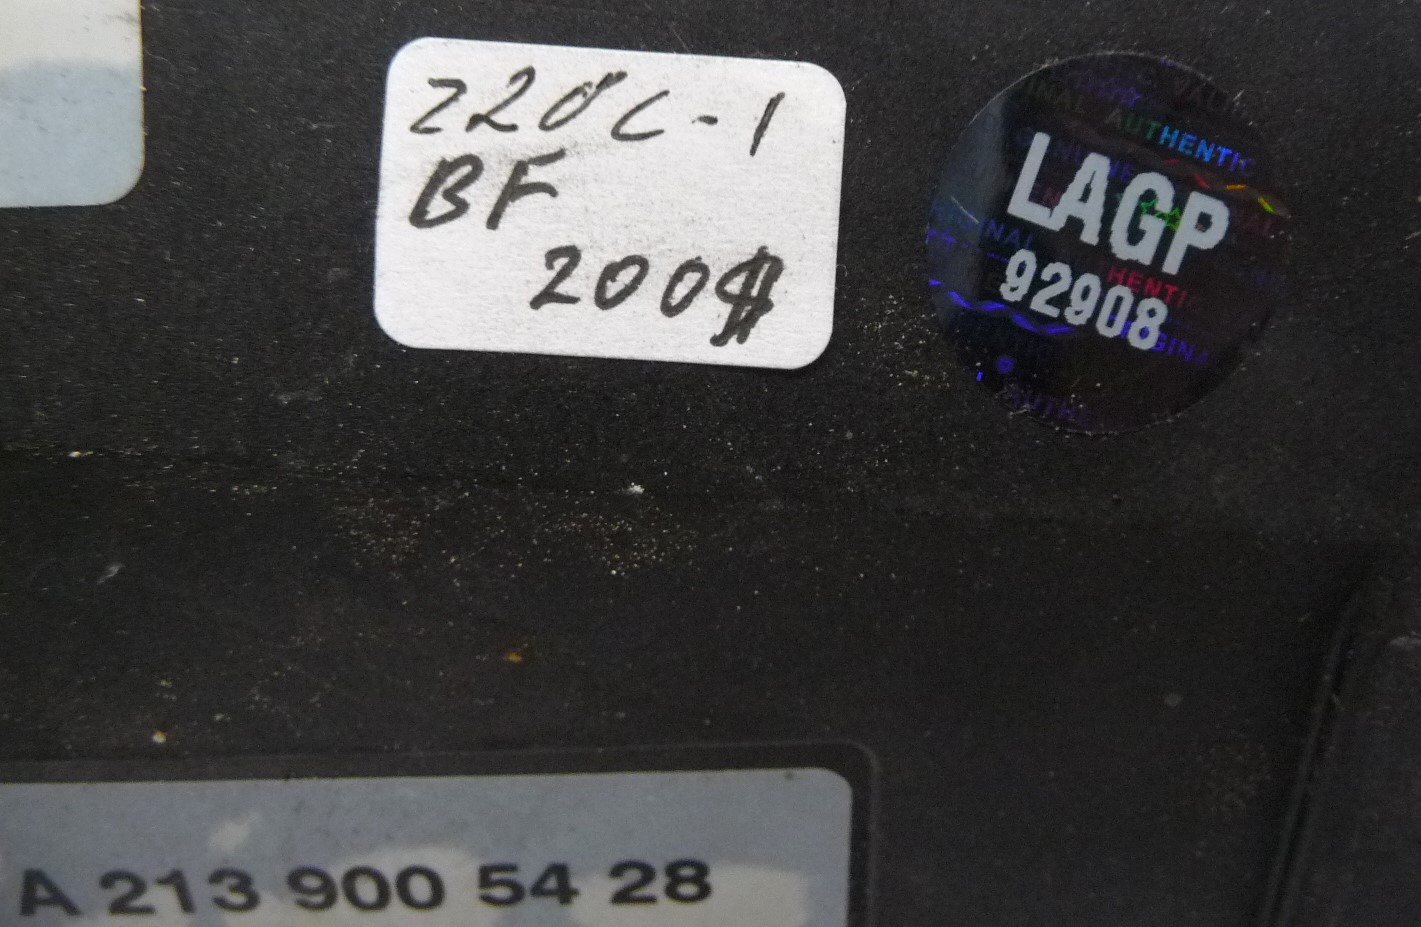 220C-1
BF
200$
AUTHENTIC
LAGP
92908
A 213 900 54 28